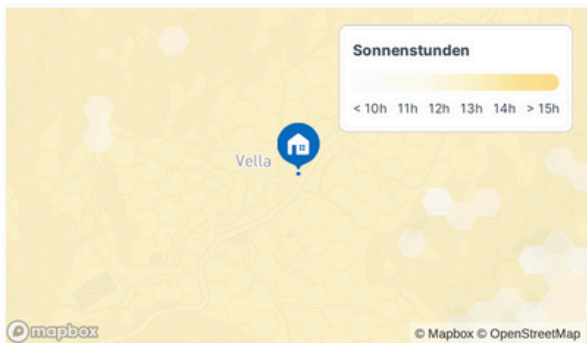 Sonnenstunden
< 10h 11h 12h 13h 14h > 15h
Vella
mapbox
© Mapbox © OpenStreetMap